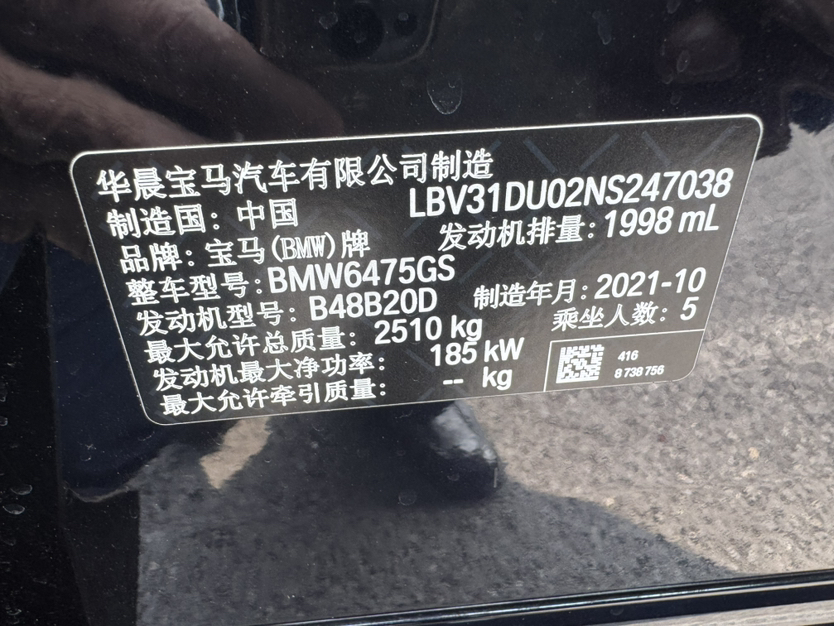 华晨宝马汽车有限公司制造
制造国：中国 LBV31DU02NS247038
品牌：宝马(BMW)牌 发动机排量：1998 mL
整车型号：BMW6475GS
发动机型号：B48B20D 制造年月：2021-10
最大允许总质量：2510 kg 乘坐人数：5
发动机最大净功率：185 kW
最大允许牵引质量：-- kg
416
8 738 756